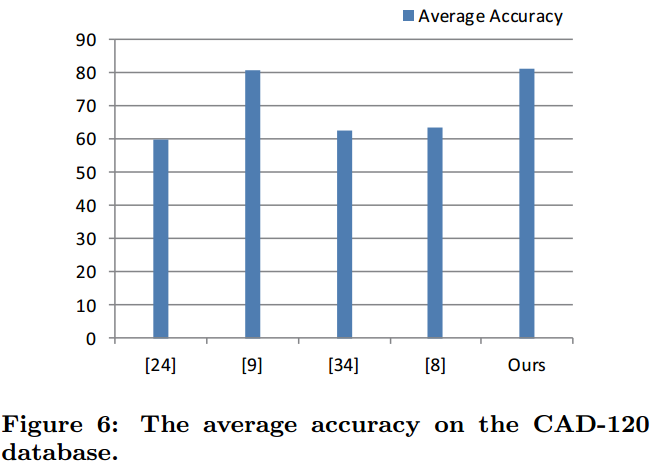 Average Accuracy
90
80
70
60
50
40
30
20
10
0
[24] [9] [34] [8] Ours
Figure 6: The average accuracy on the CAD-120
database.